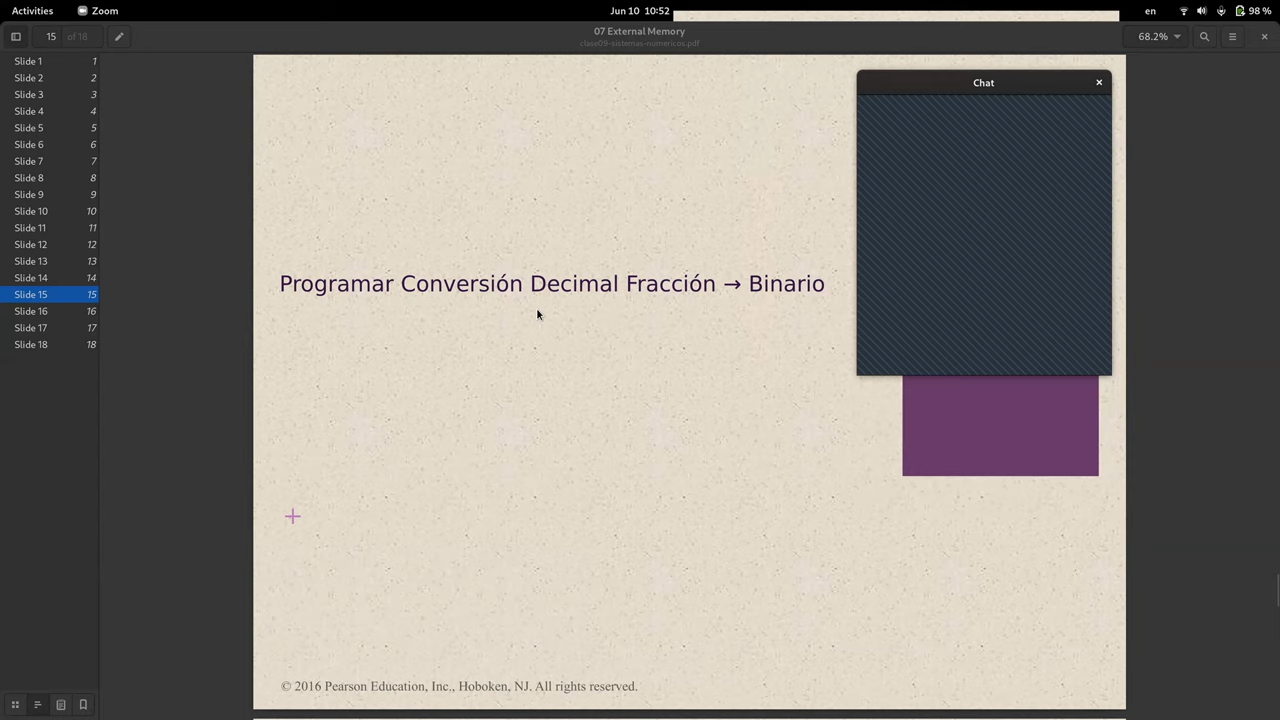 Activities
Zoom
Jun 10 10:52
en
98 %
15 of 18
07 External Memory
clase09-sistemas-numericos.pdf
68.2%
Slide 1 1
Slide 2 2
Slide 3 3
Slide 4 4
Slide 5 5
Slide 6 6
Slide 7 7
Slide 8 8
Slide 9 9
Slide 10 10
Slide 11 11
Slide 12 12
Slide 13 13
Slide 14 14
Slide 15 15
Slide 16 16
Slide 17 17
Slide 18 18
Chat
Programar Conversión Decimal Fracción → Binario
+
© 2016 Pearson Education, Inc., Hoboken, NJ. All rights reserved.